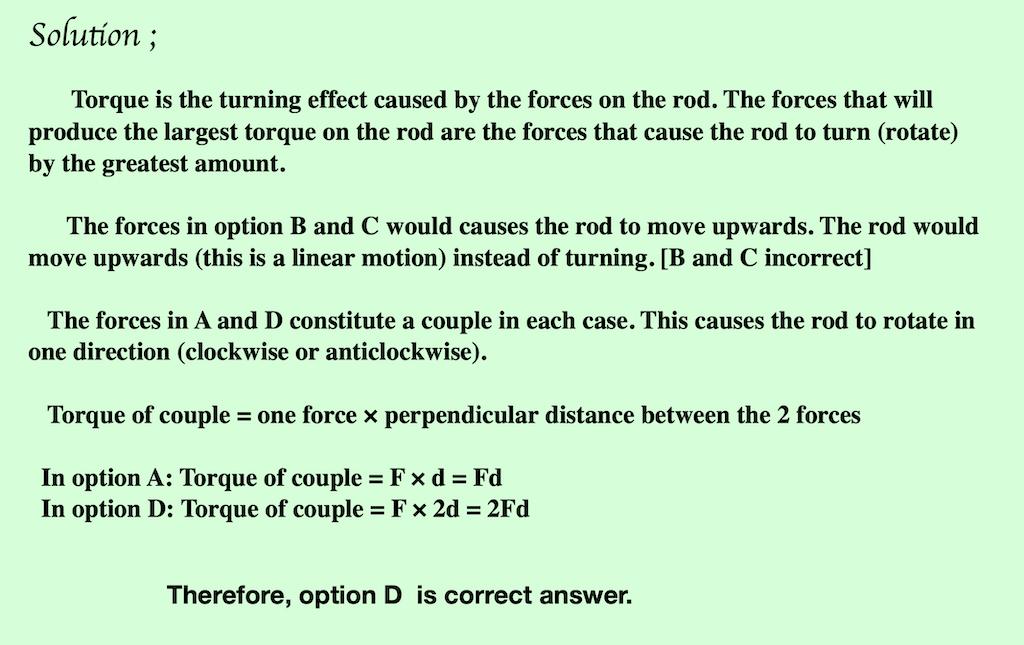 Solution ;
Torque is the turning effect caused by the forces on the rod. The forces that will
produce the largest torque on the rod are the forces that cause the rod to turn (rotate)
by the greatest amount.
The forces in option B and C would causes the rod to move upwards. The rod would
move upwards (this is a linear motion) instead of turning. [B and C incorrect]
The forces in A and D constitute a couple in each case. This causes the rod to rotate in
one direction (clockwise or anticlockwise).
Torque of couple = one force × perpendicular distance between the 2 forces
In option A: Torque of couple = F × d = Fd
In option D: Torque of couple = F × 2d = 2Fd
Therefore, option D is correct answer.